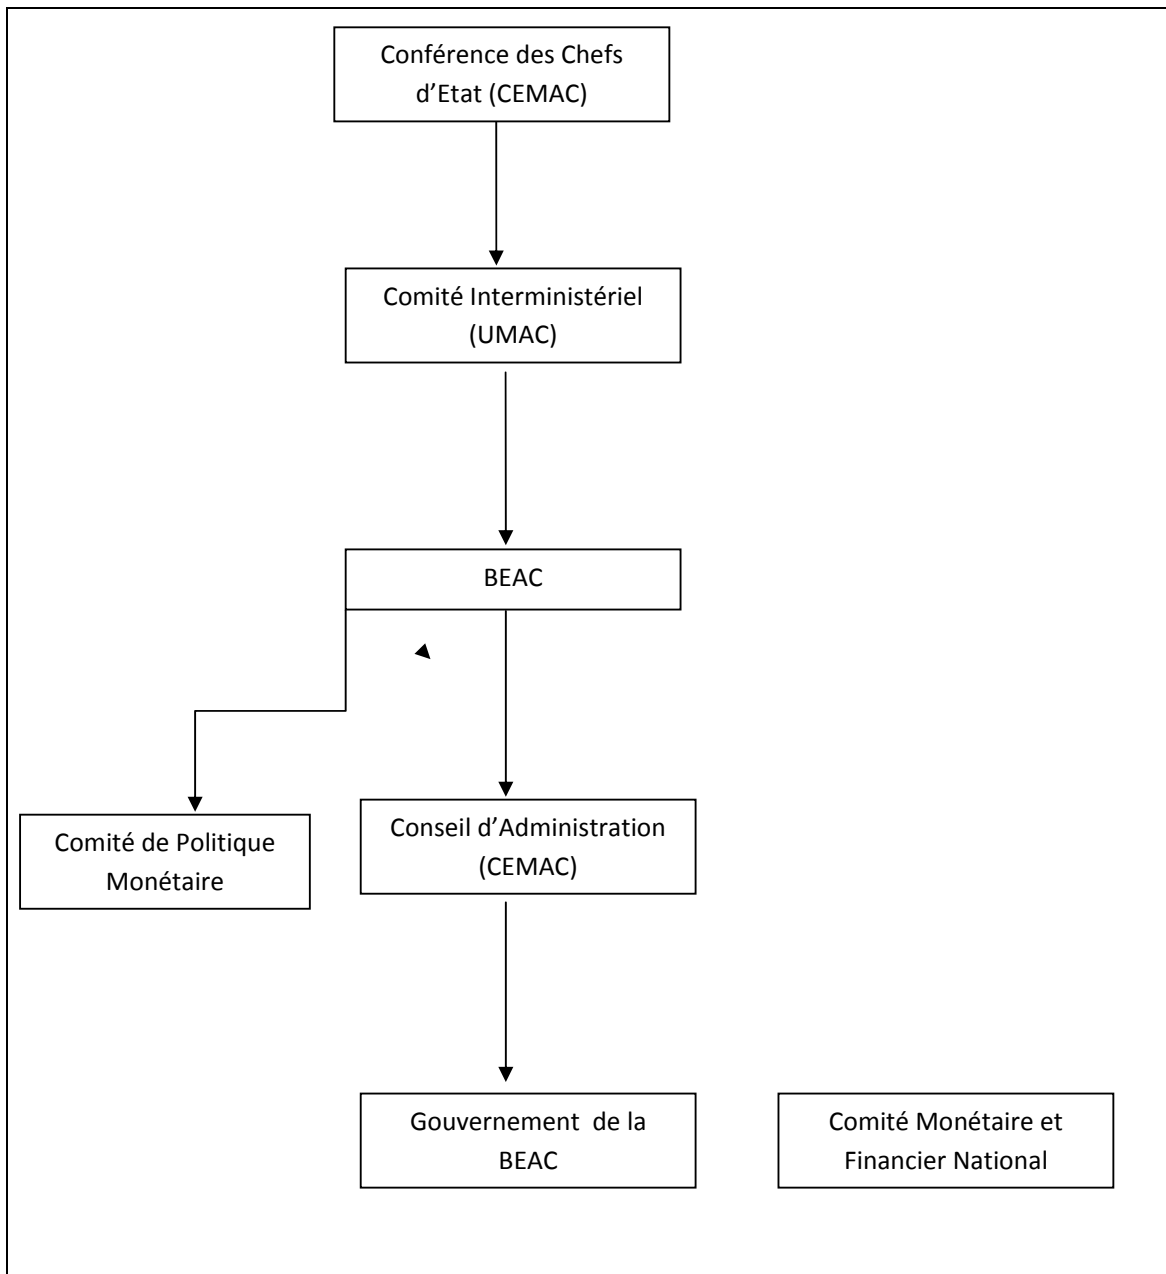 Conférence des Chefs
d’Etat (CEMAC)
Comité Interministériel
(UMAC)
BEAC
Comité de Politique
Monétaire
Conseil d’Administration
(CEMAC)
Gouvernement  de la
BEAC
Comité Monétaire et
Financier National